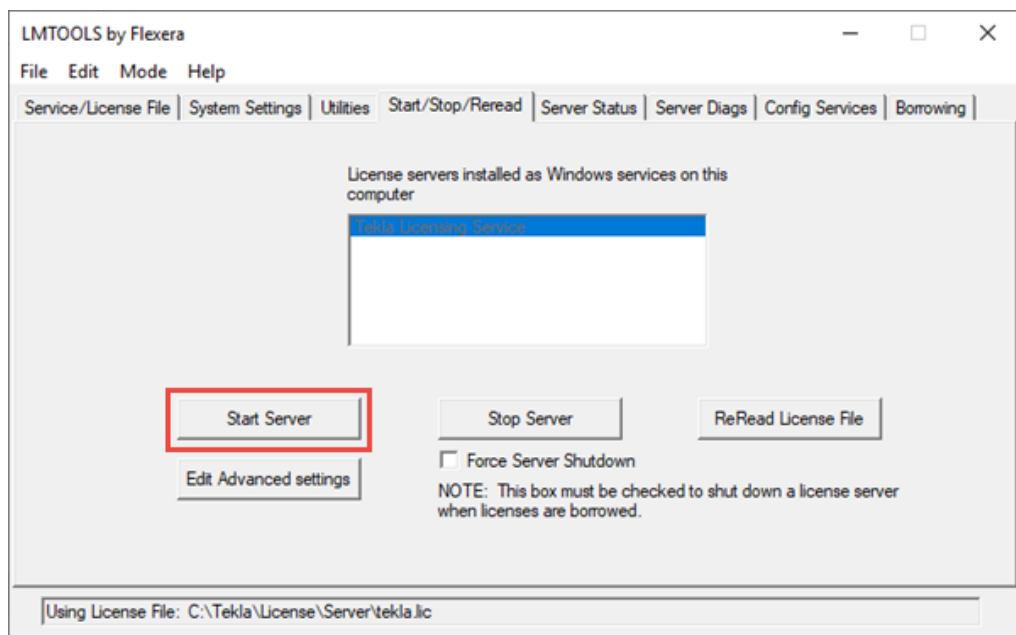 LMTOOLS by Flexera
File Edit Mode Help
Service/License File System Settings Utilities Start/Stop/Reread Server Status Server Diags Config Services Borrowing
License servers installed as Windows services on this
computer
Tekla Licensing Service
Start Server Stop Server ReRead License File
Edit Advanced settings
Force Server Shutdown
NOTE: This box must be checked to shut down a license server
when licenses are borrowed.
Using License File: C:\Tekla\License\Server\tekla.lic